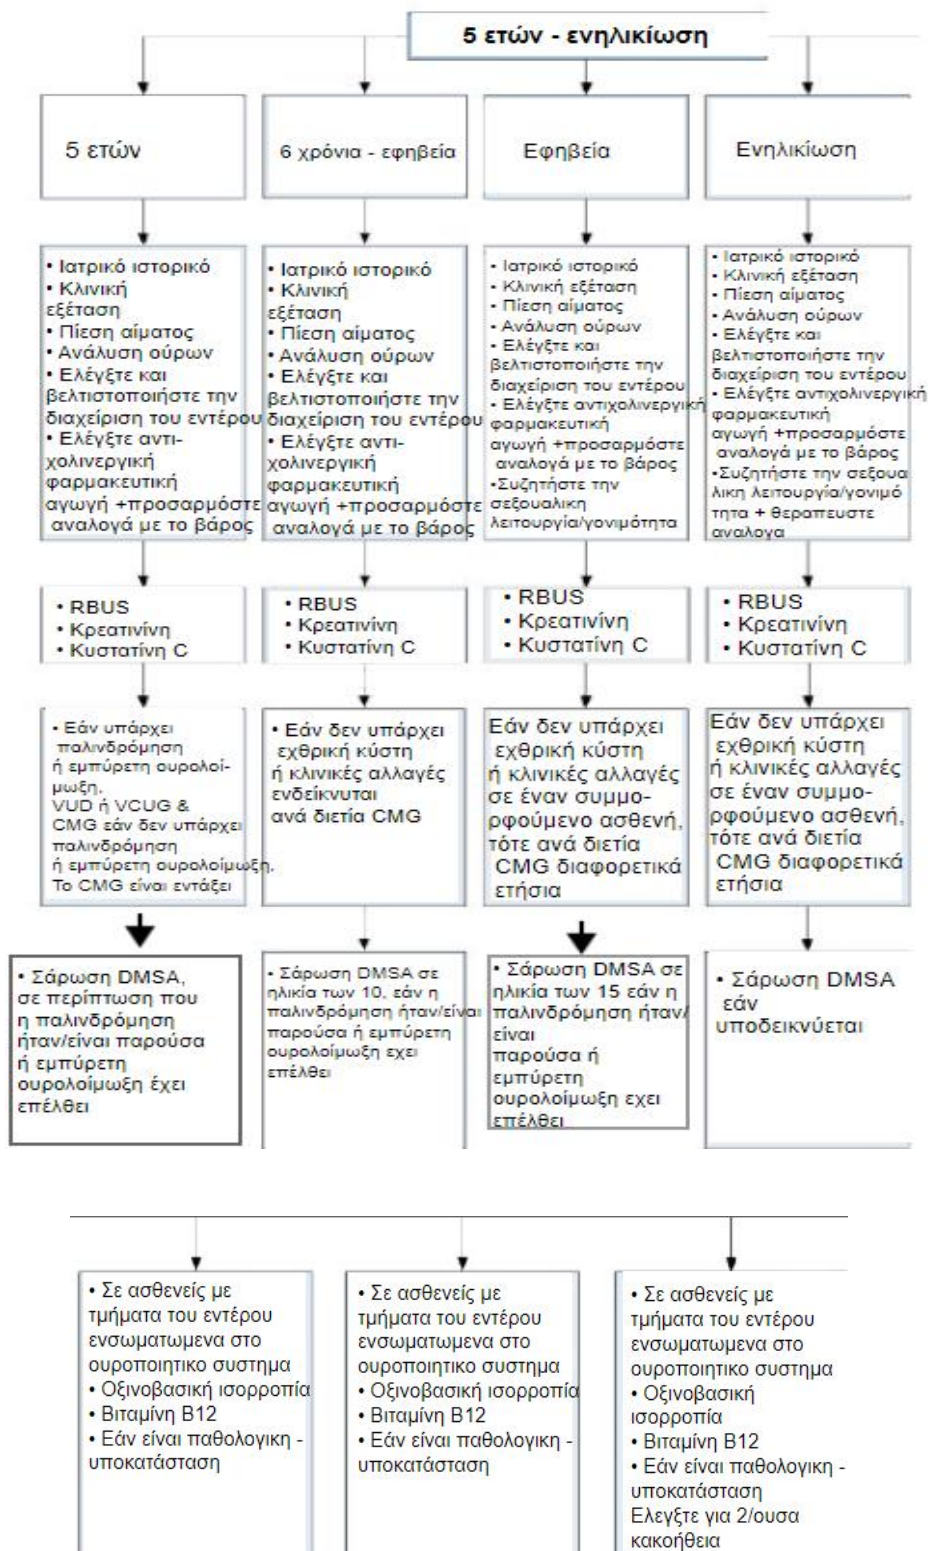 5 ετών - ενηλικίωση
5 ετών
6 χρόνια - εφηβεία
Εφηβεία
Ενηλικίωση
• Ιατρικό ιστορικό
• Κλινική
εξέταση
• Πίεση αίματος
• Ανάλυση ούρων
• Ελέγξτε και
βελτιστοποιήστε την
διαχείριση του εντέρου
• Ελέγξτε αντι-
χολινεργική
φαρμακευτική
αγωγή +προσαρμόστε
αναλογά με το βάρος
• Ιατρικό ιστορικό
• Κλινική
εξέταση
• Πίεση αίματος
• Ανάλυση ούρων
• Ελέγξτε και
βελτιστοποιήστε την
διαχείριση του εντέρου
• Ελέγξτε αντι-
χολινεργική
φαρμακευτική
αγωγή +προσαρμόστε
αναλογά με το βάρος
• Ιατρικό ιστορικό
• Κλινική εξέταση
• Πίεση αίματος
• Ανάλυση ούρων
• Ελέγξτε και
βελτιστοποιήστε την
διαχείριση του εντέρου
• Ελέγξτε αντιχολινεργική
φαρμακευτική
αγωγή +προσαρμόστε
αναλογά με το βάρος
•Συζητήστε την
σεξουαλικη
λειτουργία/γονιμότητα
• Ιατρικό ιστορικό
• Κλινική εξέταση
• Πίεση αίματος
• Ανάλυση ούρων
• Ελέγξτε και
βελτιστοποιήστε την
διαχείριση του εντέρου
• Ελέγξτε αντιχολινεργική
φαρμακευτική
αγωγή +προσαρμόστε
αναλογά με το βάρος
•Συζητήστε την σεξουα
λικη λειτουργία/γονιμό
τητα + θεραπευστε
αναλογα
• RBUS
• Κρεατινίνη
• Κυστατίνη C
• RBUS
• Κρεατινίνη
• Κυστατίνη C
• RBUS
• Κρεατινίνη
• Κυστατίνη C
• RBUS
• Κρεατινίνη
• Κυστατίνη C
• Εάν υπάρχει
παλινδρόμηση
ή εμπύρετη ουρολοί-
μωξη.
VUD ή VCUG &
CMG εάν δεν υπάρχει
παλινδρόμηση
ή εμπύρετη ουρολοίμωξη.
Το CMG είναι εντάξει
• Εάν δεν υπάρχει
εχθρική κύστη
ή κλινικές αλλαγές
ενδείκνυται
ανά διετία CMG
Εάν δεν υπάρχει
εχθρική κύστη
ή κλινικές αλλαγές
σε έναν συμμο-
ρφούμενο ασθενή,
τότε ανά διετία
CMG διαφορετικά
ετήσια
Εάν δεν υπάρχει
εχθρική κύστη
ή κλινικές αλλαγές
σε έναν συμμο-
ρφούμενο ασθενή,
τότε ανά διετία
CMG διαφορετικά
ετήσια
• Σάρωση DMSA,
σε περίπτωση που
η παλινδρόμηση
ήταν/είναι παρούσα
ή εμπύρετη
ουρολοίμωξη έχει
επέλθει
• Σάρωση DMSA σε
ηλικία των 10, εάν η
παλινδρόμηση ήταν/είναι
παρούσα ή εμπύρετη
ουρολοίμωξη εχει
επέλθει
• Σάρωση DMSA σε
ηλικία των 15 εάν η
παλινδρόμηση ήταν/
είναι
παρούσα ή
εμπύρετη
ουρολοίμωξη εχει
επέλθει
• Σάρωση DMSA
εάν
υποδεικνύεται
• Σε ασθενείς με
τμήματα του εντέρου
ενσωματωμενα στο
ουροποιητικο συστημα
• Οξινοβασική ισορροπία
• Βιταμίνη B12
• Εάν είναι παθολογικη -
υποκατάσταση
• Σε ασθενείς με
τμήματα του εντέρου
ενσωματωμενα στο
ουροποιητικο συστημα
• Οξινοβασική ισορροπία
• Βιταμίνη B12
• Εάν είναι παθολογικη -
υποκατάσταση
• Σε ασθενείς με
τμήματα του εντέρου
ενσωματωμενα στο
ουροποιητικο συστημα
• Οξινοβασική
ισορροπία
• Βιταμίνη B12
• Εάν είναι παθολογικη -
υποκατάσταση
Ελεγξτε για 2/ουσα
κακοήθεια